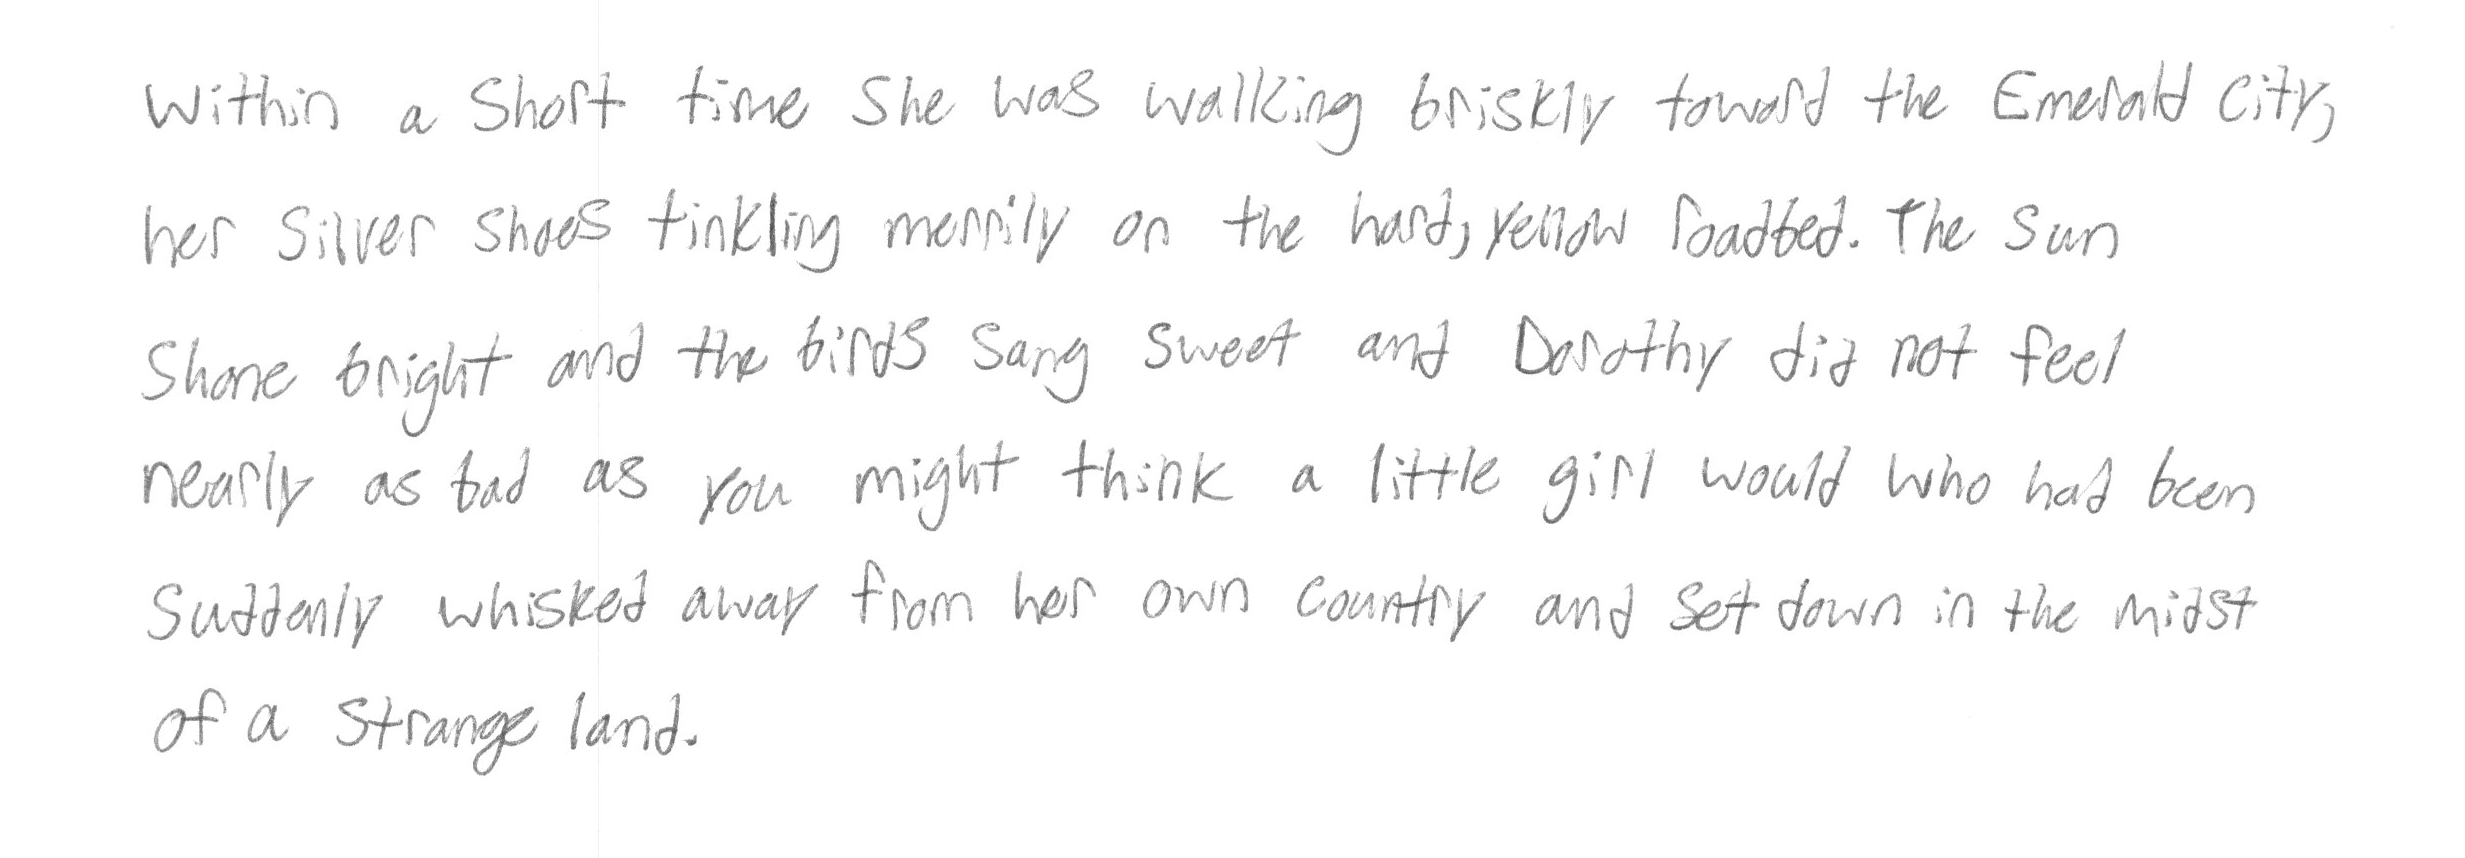 Within a short time she was walking briskly toward the Emerald City,
her Silver Shoes tinkling merrily on the hard, yellow roadbed. The sun
shone bright and the birds sang sweet and Dorothy did not feel
nearly as bad as you might think a little girl would who had been
suddenly whisked away from her own country and set down in the midst
of a strange land.